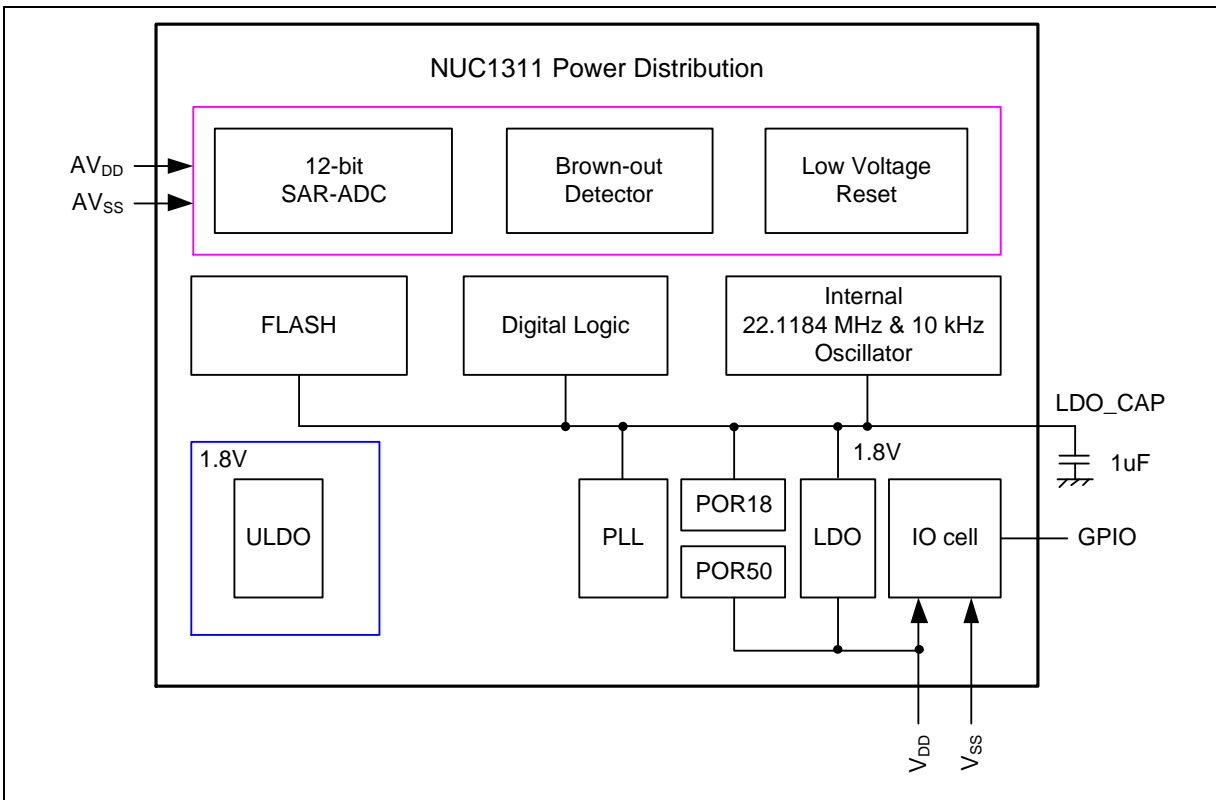 NUC1311 Power Distribution
AVDD
AVSS
12-bit
SAR-ADC
Brown-out
Detector
Low Voltage
Reset
FLASH
Digital Logic
Internal
22.1184 MHz & 10 kHz
Oscillator
LDO_CAP
1uF
1.8V
ULDO
1.8V
PLL
POR18
POR50
LDO
IO cell
GPIO
VDD
VSS